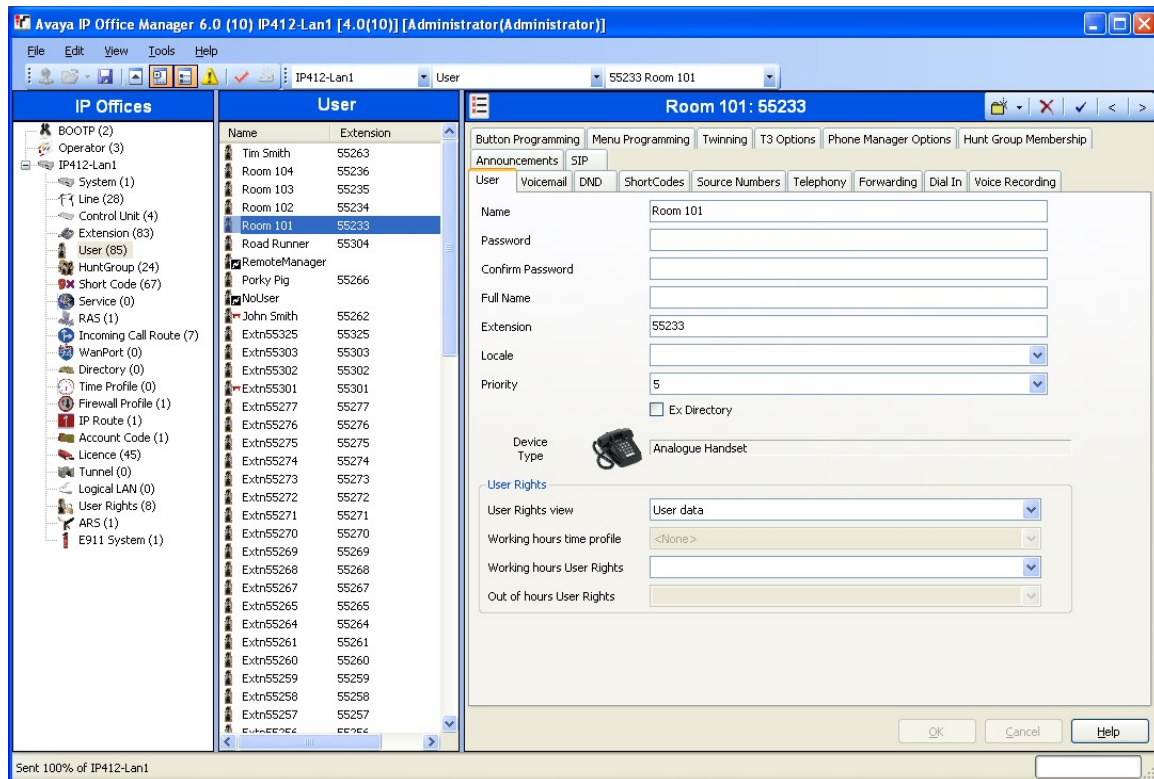 Avaya IP Office Manager 6.0 (10) IP412-Lan1 [4.0(10)] [Administrator(Administrator)]
File Edit View Tools Help
IP412-Lan1 User 55233 Room 101
IP Offices
BOOTP (2)
Operator (3)
IP412-Lan1
System (1)
Line (28)
Control Unit (4)
Extension (83)
User (85)
HuntGroup (24)
Short Code (67)
Service (0)
RAS (1)
Incoming Call Route (7)
WanPort (0)
Directory (0)
Time Profile (0)
Firewall Profile (1)
IP Route (1)
Account Code (1)
Licence (45)
Tunnel (0)
Logical LAN (0)
User Rights (8)
ARS (1)
E911 System (1)
User
Name Extension
Tim Smith 55263
Room 104 55236
Room 103 55235
Room 102 55234
Room 101 55233
Road Runner 55304
RemoteManager
Porky Pig 55266
NoUser
John Smith 55262
Extn55325 55325
Extn55303 55303
Extn55302 55302
Extn55301 55301
Extn55277 55277
Extn55276 55276
Extn55275 55275
Extn55274 55274
Extn55273 55273
Extn55272 55272
Extn55271 55271
Extn55270 55270
Extn55269 55269
Extn55268 55268
Extn55267 55267
Extn55265 55265
Extn55264 55264
Extn55261 55261
Extn55260 55260
Extn55259 55259
Extn55258 55258
Extn55257 55257
Extn55256 55256
Room 101: 55233
Button Programming Menu Programming Twinning T3 Options Phone Manager Options Hunt Group Membership
Announcements SIP
User Voicemail DND ShortCodes Source Numbers Telephony Forwarding Dial In Voice Recording
Name Room 101
Password
Confirm Password
Full Name
Extension 55233
Locale
Priority 5
Ex Directory
Device
Type
Analogue Handset
User Rights
User Rights view User data
Working hours time profile <None>
Working hours User Rights
Out of hours User Rights
OK Cancel Help
Sent 100% of IP412-Lan1